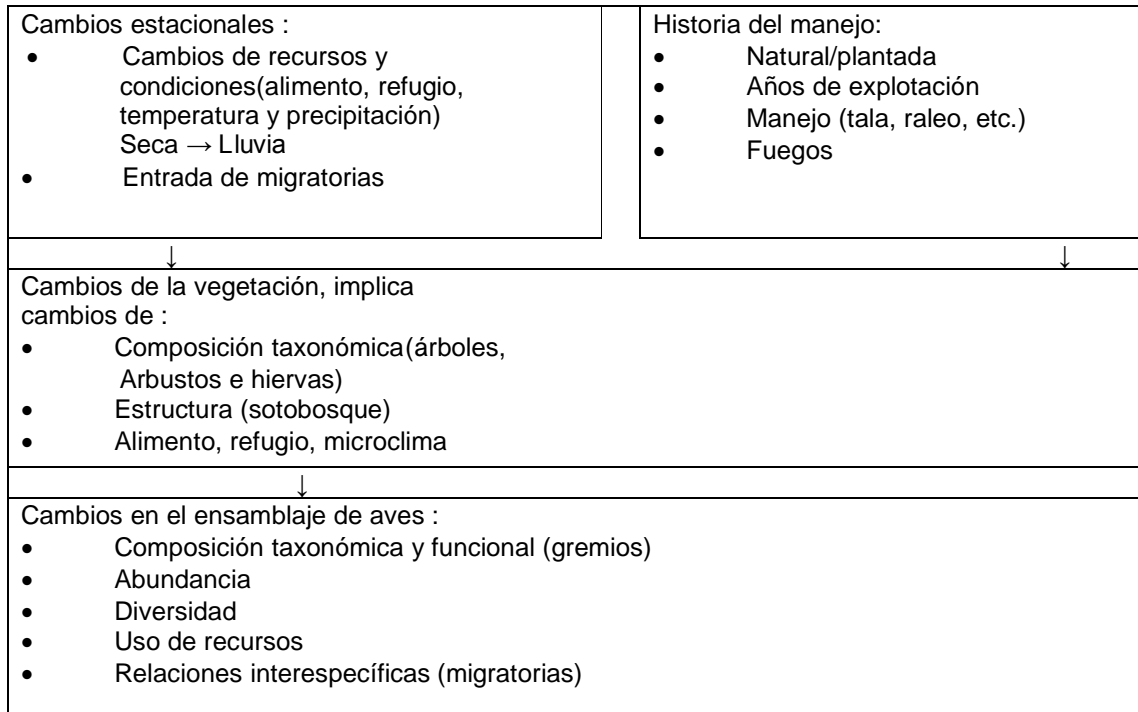 Cambios estacionales :
• Cambios de recursos y
condiciones(alimento, refugio,
temperatura y precipitación)
Seca → Lluvia
• Entrada de migratorias
Historia del manejo:
• Natural/plantada
• Años de explotación
• Manejo (tala, raleo, etc.)
• Fuegos
↓ ↓
Cambios de la vegetación, implica
cambios de :
• Composición taxonómica(árboles,
Arbustos e hiervas)
• Estructura (sotobosque)
• Alimento, refugio, microclima
↓
Cambios en el ensamblaje de aves :
• Composición taxonómica y funcional (gremios)
• Abundancia
• Diversidad
• Uso de recursos
• Relaciones interespecíficas (migratorias)